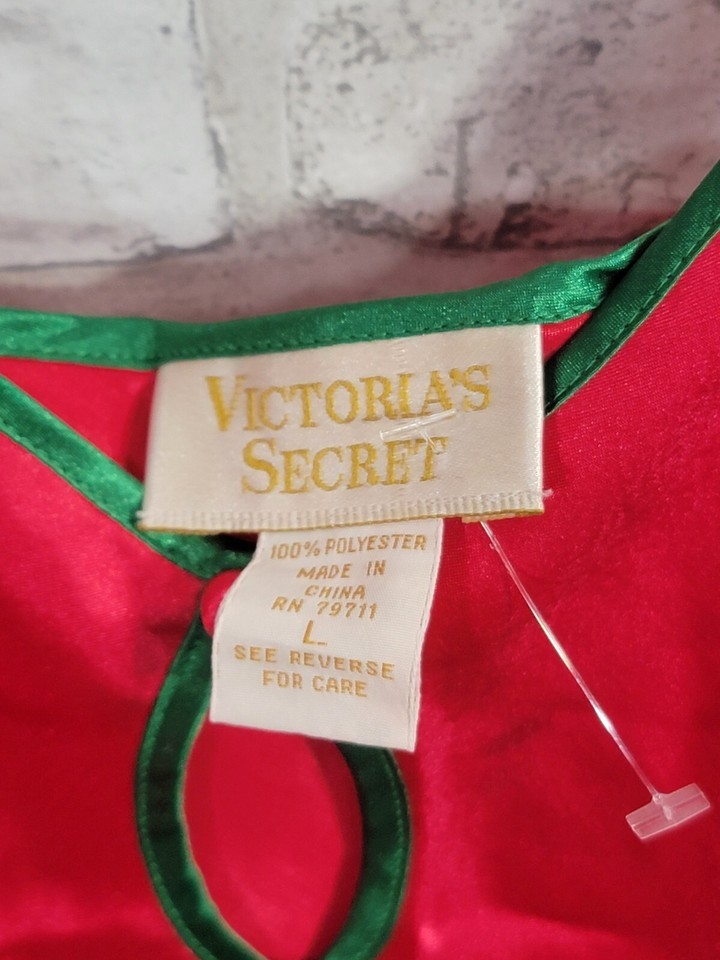 VICTORIA'S
SECRET
100% POLYESTER
MADE IN
CHINA
RN 79711
L
SEE REVERSE
FOR CARE